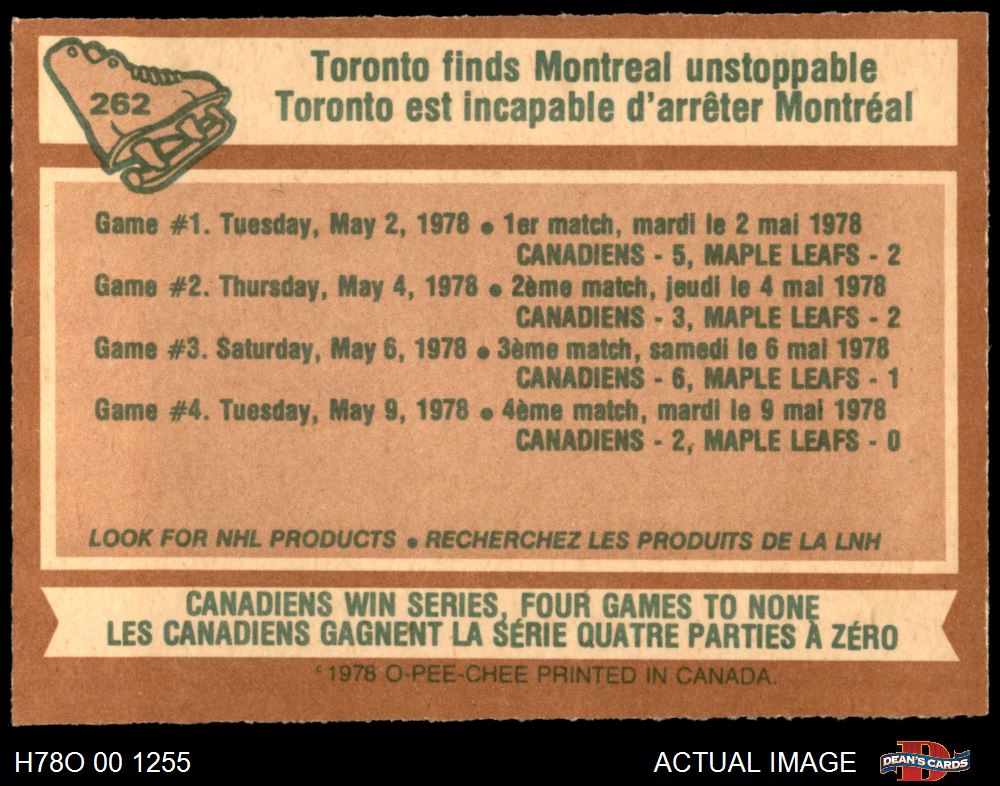 262
Toronto finds Montreal unstoppable
Toronto est incapable d'arrêter Montréal
Game #1. Tuesday, May 2, 1978 • 1er match, mardi le 2 mai 1978
CANADIENS - 5, MAPLE LEAFS - 2
Game #2. Thursday, May 4, 1978 • 2ème match, jeudi le 4 mai 1978
CANADIENS - 3, MAPLE LEAFS - 2
Game #3. Saturday, May 6, 1978 • 3ème match, samedi le 6 mai 1978
CANADIENS - 6, MAPLE LEAFS - 1
Game #4. Tuesday, May 9, 1978 • 4ème match, mardi le 9 mai 1978
CANADIENS - 2, MAPLE LEAFS - 0
LOOK FOR NHL PRODUCTS • RECHERCHEZ LES PRODUITS DE LA LNH
CANADIENS WIN SERIES, FOUR GAMES TO NONE
LES CANADIENS GAGNENT LA SÉRIE QUATRE PARTIES À ZÉRO
© 1978 O-PEE-CHEE PRINTED IN CANADA.
H78O 00 1255
ACTUAL IMAGE
D
DEAN'S CARDS